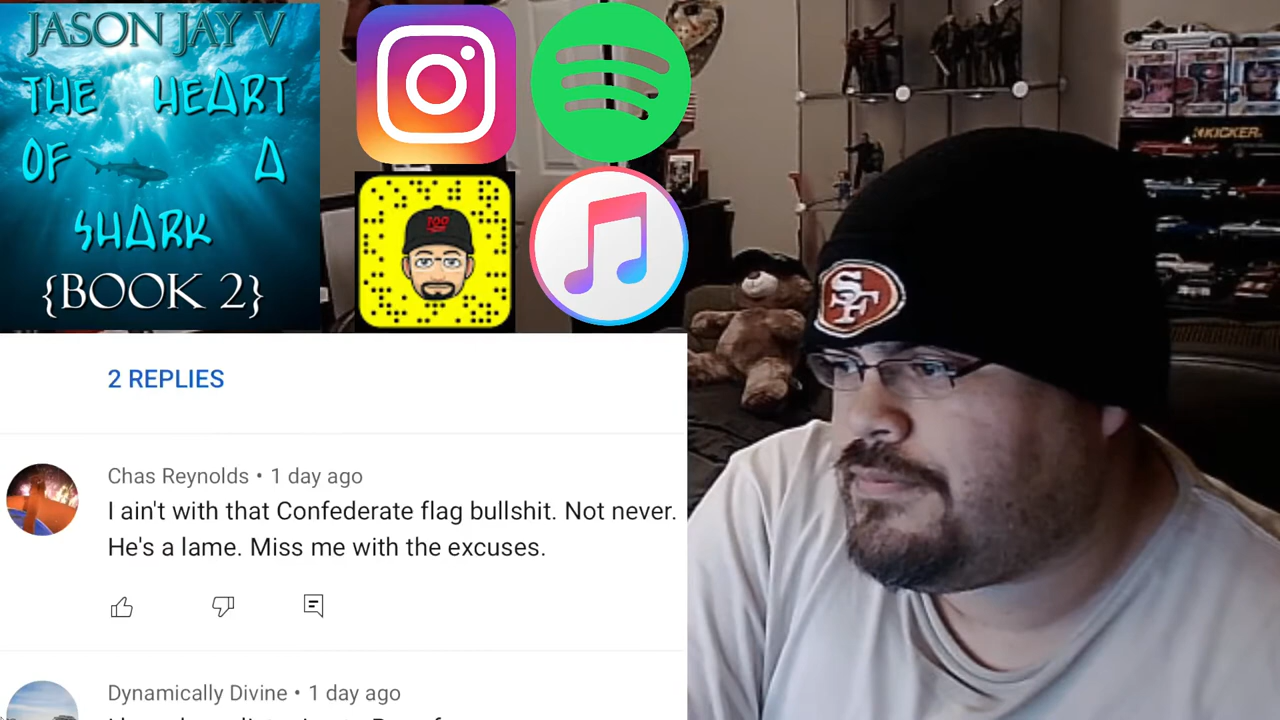 JASON JAY V
THE HEART
OF A
SHARK
{BOOK 2}
100
KICKER
SF
2 REPLIES
Chas Reynolds • 1 day ago
I ain't with that Confederate flag bullshit. Not never.
He's a lame. Miss me with the excuses.
Dynamically Divine • 1 day ago